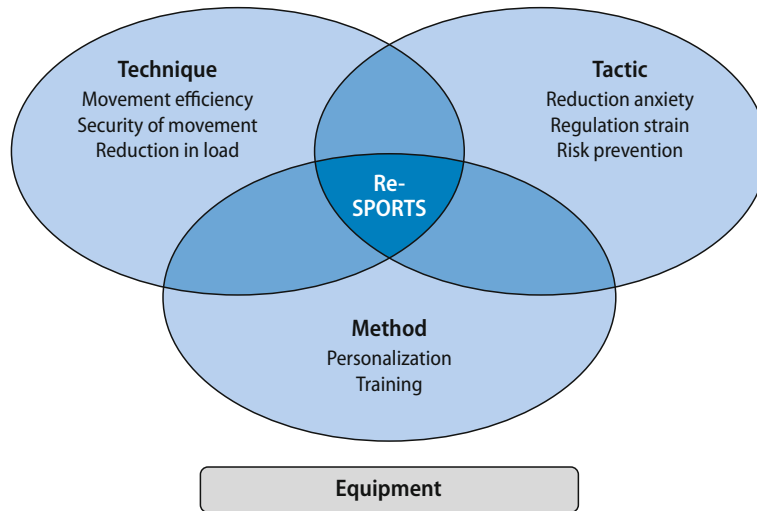 Technique
Movement efficiency
Security of movement
Reduction in load
Tactic
Reduction anxiety
Regulation strain
Risk prevention
Re-
SPORTS
Method
Personalization
Training
Equipment